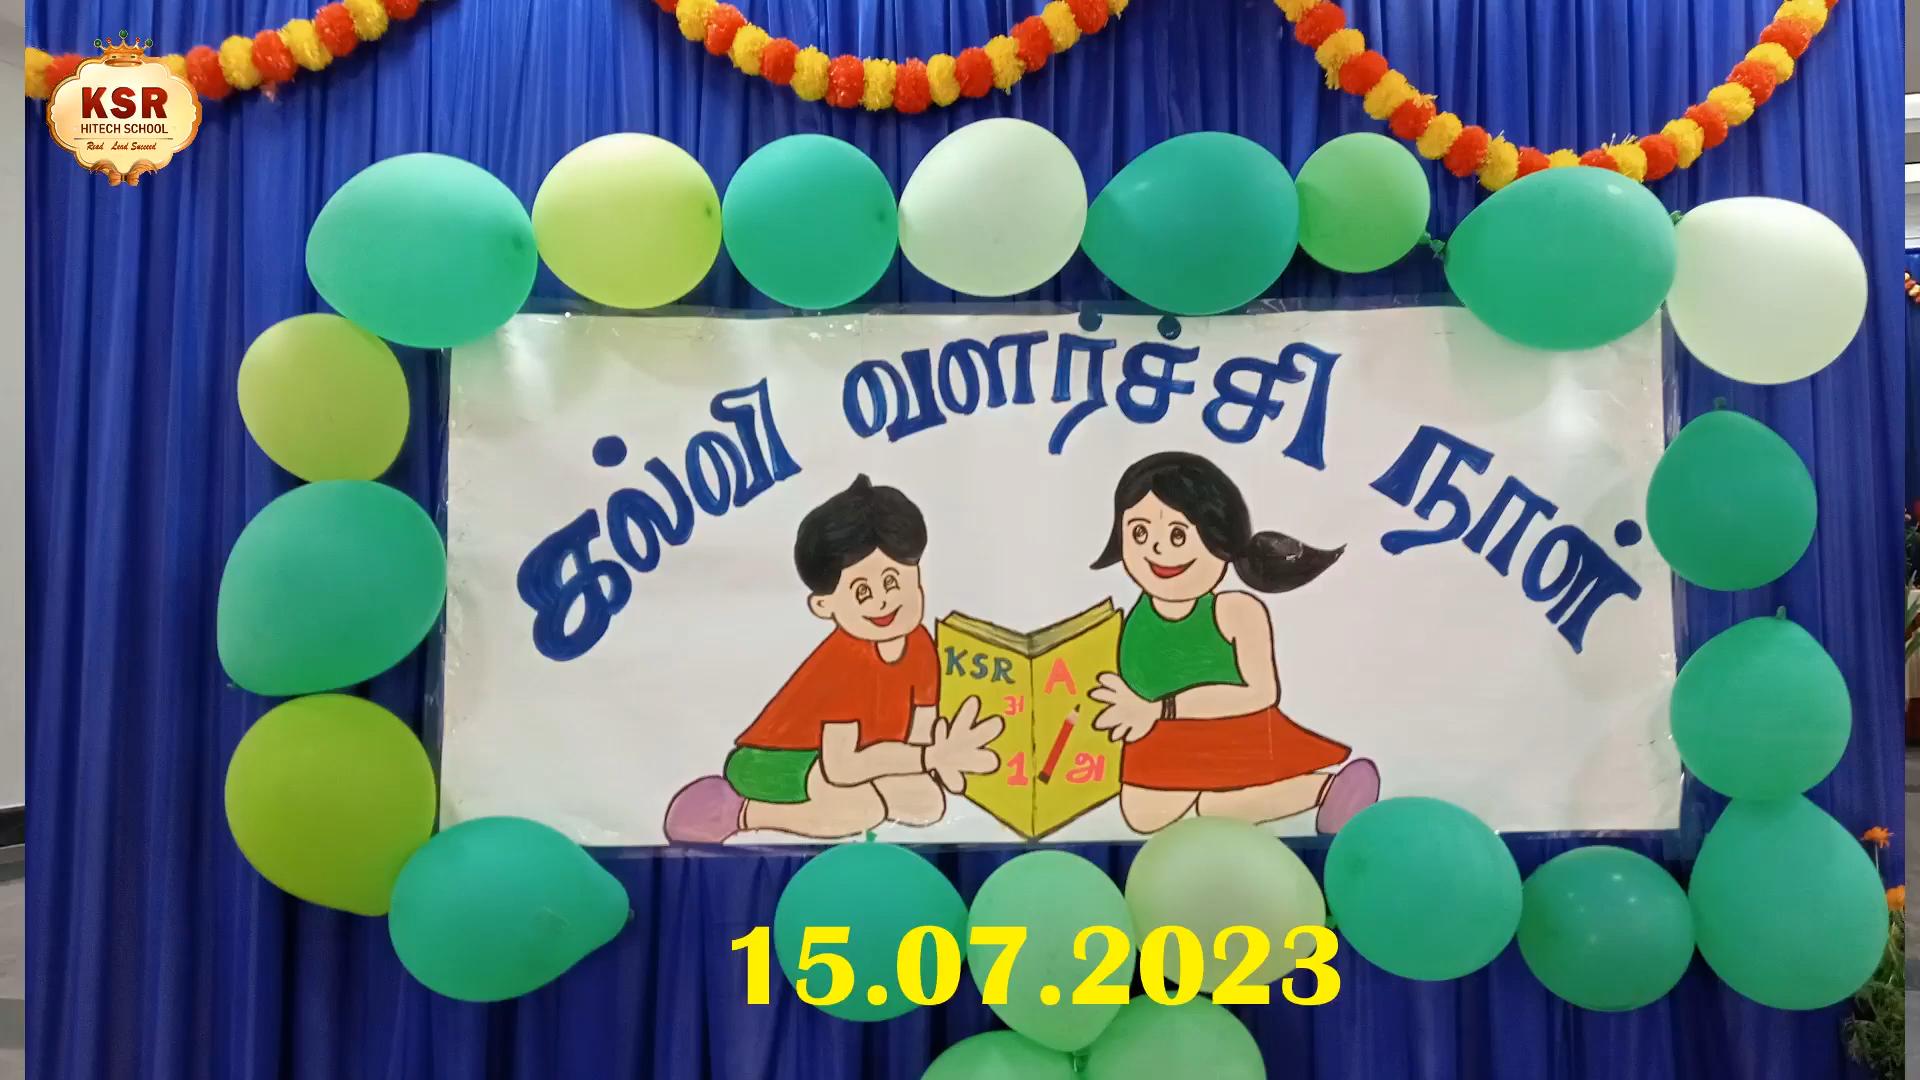 KSR
HITECH SCHOOL
Read Lead Succeed
கல்வி வளர்ச்சி நாள்
KSR
A
अ
1
அ
15.07.2023